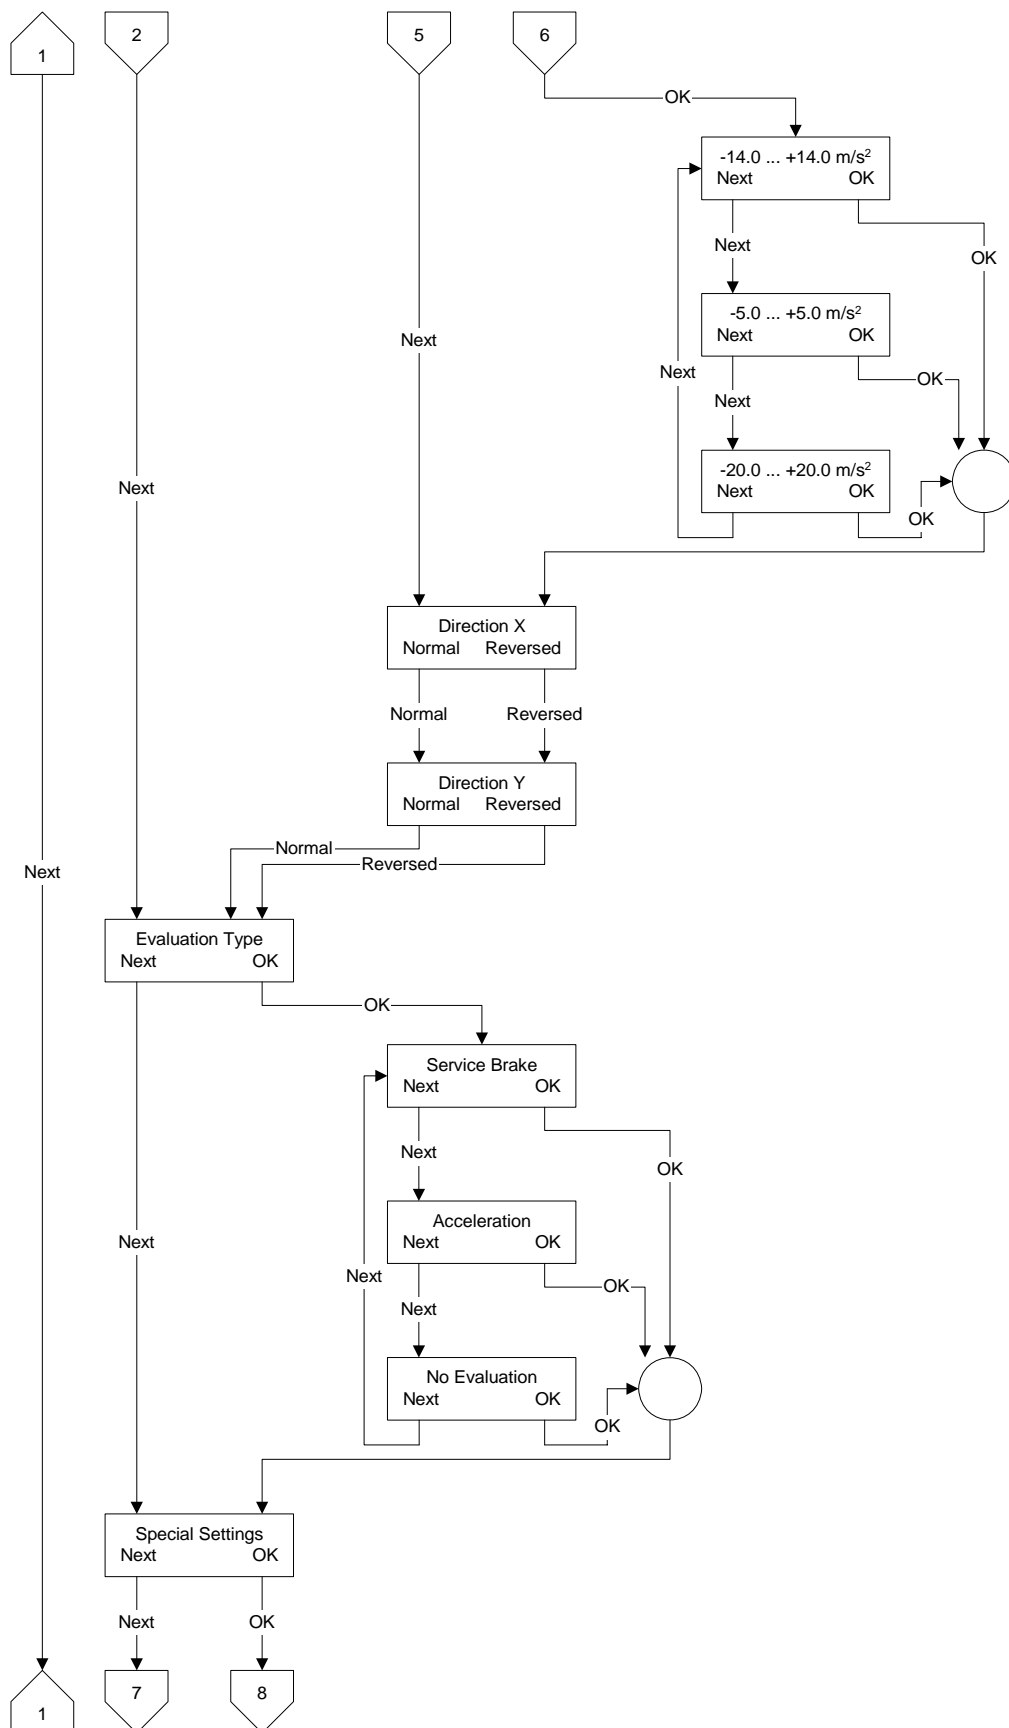 1
2
5
6
OK
-14.0 ... +14.0 m/s²
Next OK
Next
OK
-5.0 ... +5.0 m/s²
Next OK
Next
Next
OK
Next
-20.0 ... +20.0 m/s²
Next OK
Next
OK
Direction X
Normal Reversed
Normal Reversed
Direction Y
Normal Reversed
Normal
Reversed
Next
Evaluation Type
Next OK
OK
Service Brake
Next OK
Next
OK
Acceleration
Next OK
Next
Next
OK
Next
No Evaluation
Next OK
OK
Special Settings
Next OK
Next OK
1
7
8